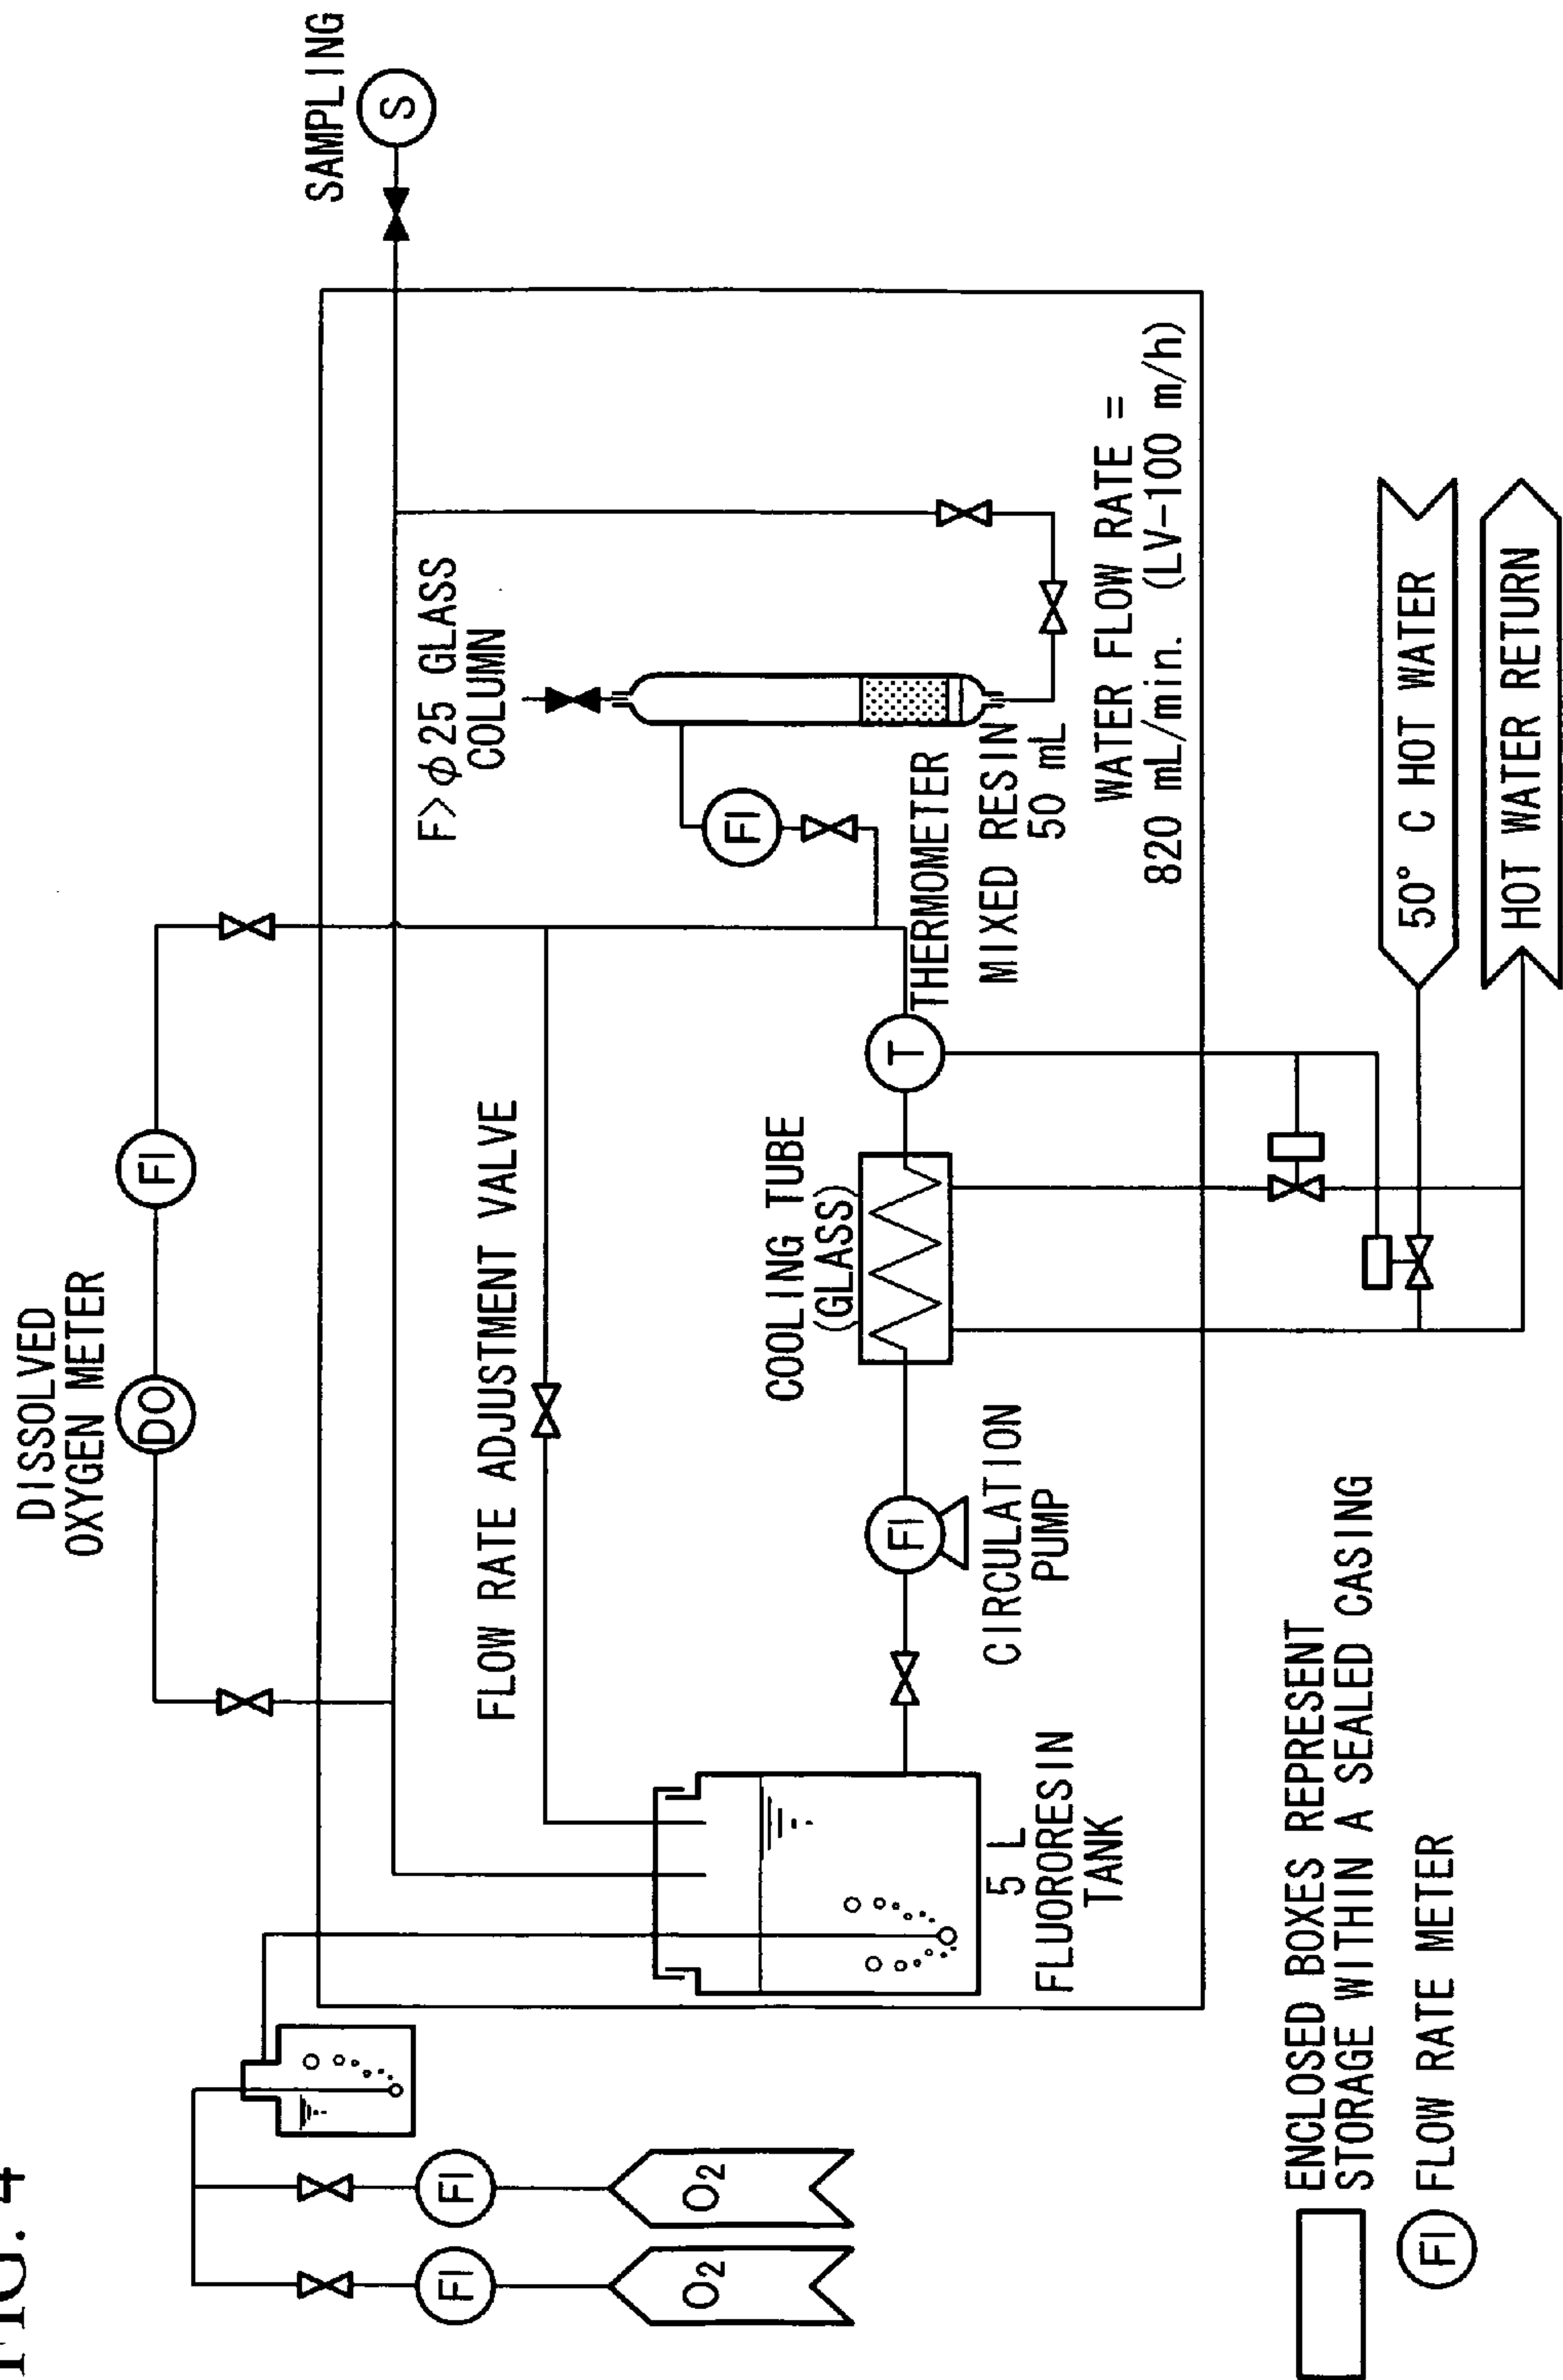 FIG. 4
DISSOLVED
OXYGEN METER
DO
FI
SAMPLING
S
FLOW RATE ADJUSTMENT VALVE
F>φ25 GLASS
COLUMN
FI
O2
FI
O2
FI
COOLING TUBE
(GLASS)
T
THERMOMETER
FI
CIRCULATION
PUMP
MIXED RESIN
50 mL
5 L
FLUORORESIN
TANK
WATER FLOW RATE =
820 mL/min. (LV-100 m/h)
50° C HOT WATER
HOT WATER RETURN
ENCLOSED BOXES REPRESENT
STORAGE WITHIN A SEALED CASING
FI FLOW RATE METER